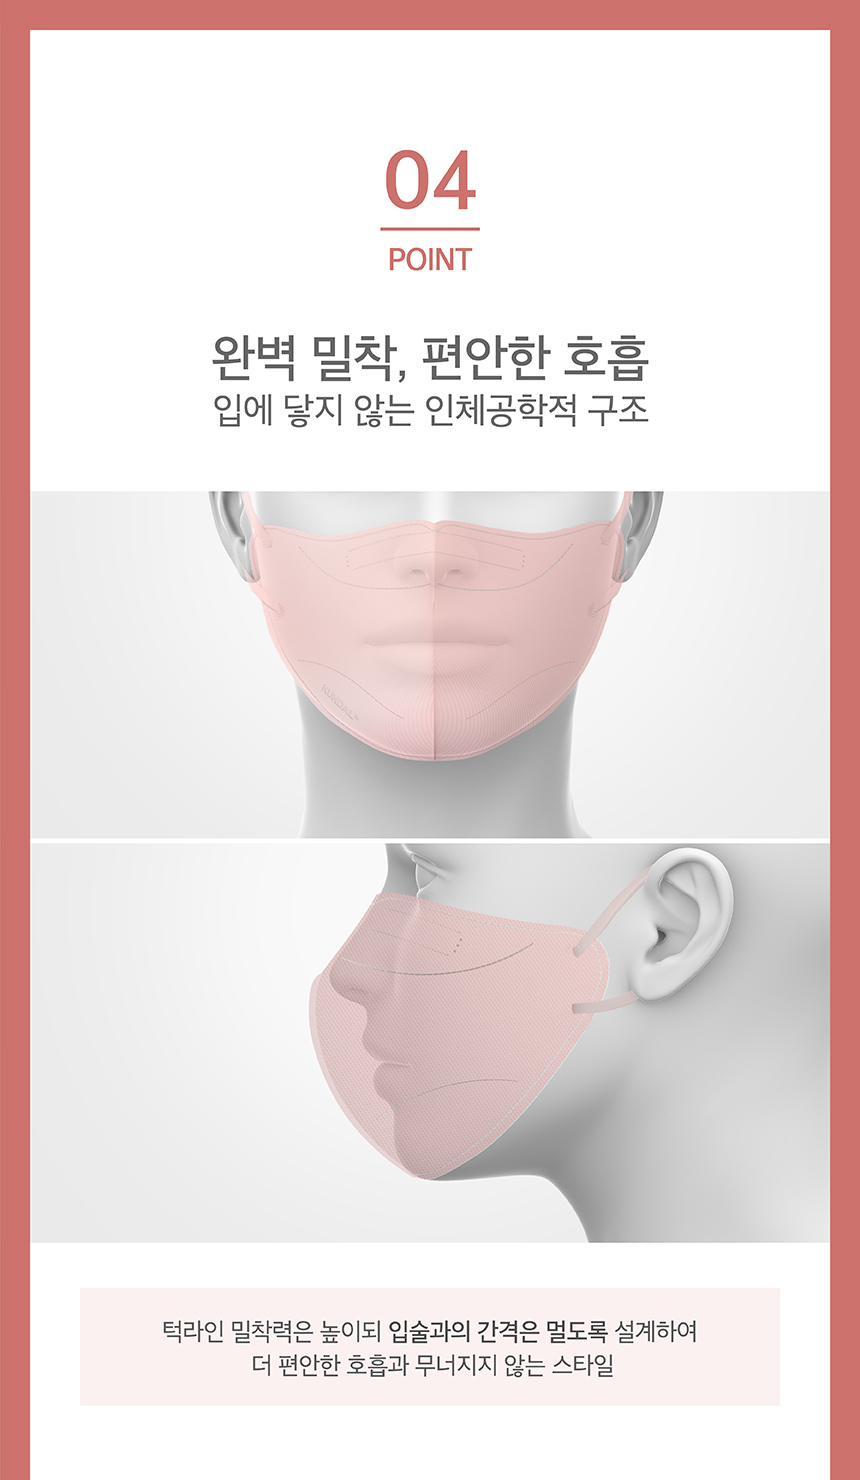 04
POINT
완벽 밀착, 편안한 호흡
입에 닿지 않는 인체공학적 구조
KUNDAL
턱라인 밀착력은 높이되 입술과의 간격은 멀도록 설계하여
더 편안한 호흡과 무너지지 않는 스타일